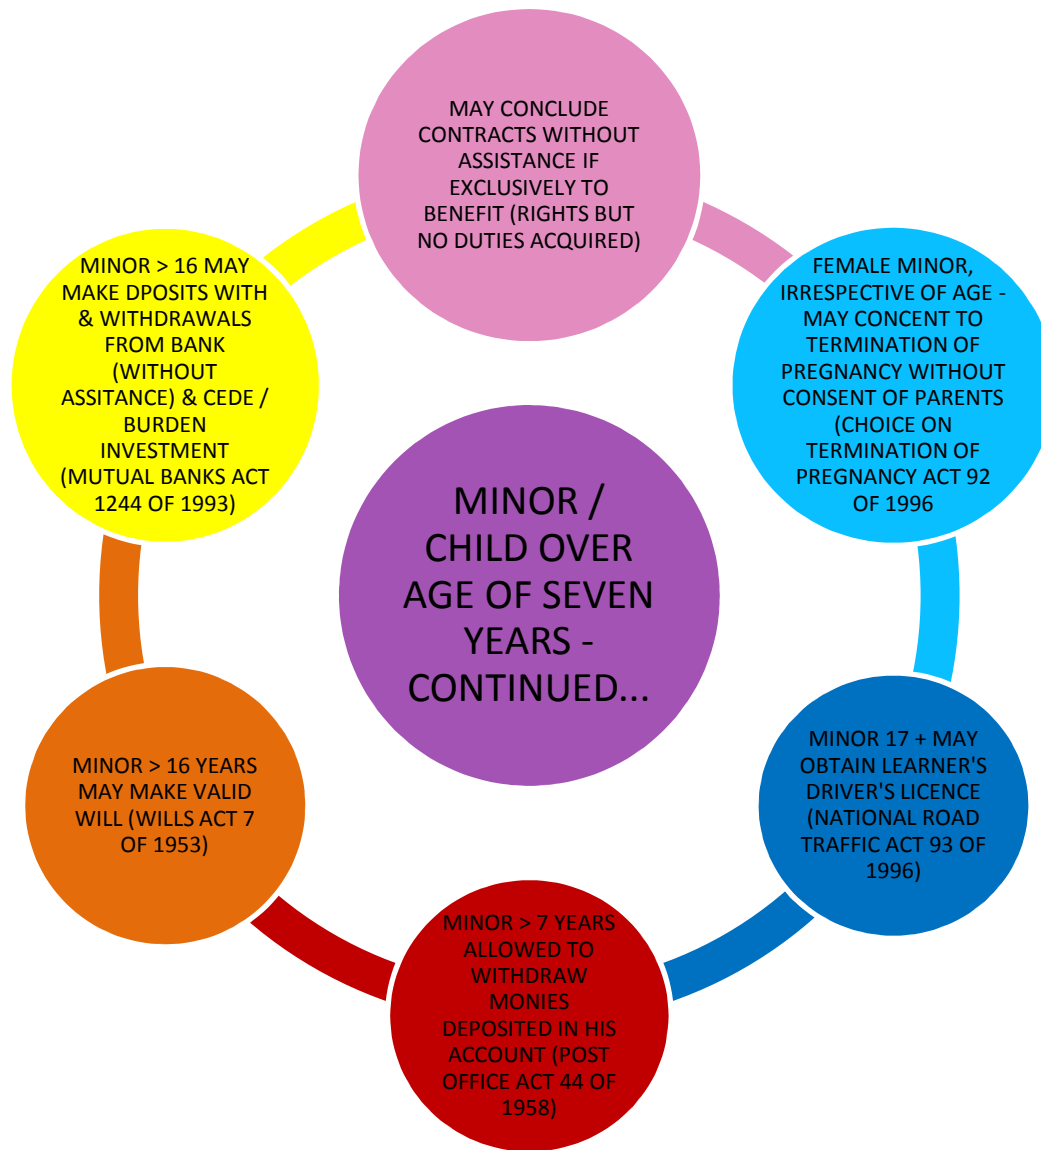 MAY CONCLUDE
CONTRACTS WITHOUT
ASSISTANCE IF
EXCLUSIVELY TO
BENEFIT (RIGHTS BUT
NO DUTIES ACQUIRED)
FEMALE MINOR,
IRRESPECTIVE OF AGE -
MAY CONCENT TO
TERMINATION OF
PREGNANCY WITHOUT
CONSENT OF PARENTS
(CHOICE ON
TERMINATION OF
PREGNANCY ACT 92
OF 1996
MINOR 17 + MAY
OBTAIN LEARNER'S
DRIVER'S LICENCE
(NATIONAL ROAD
TRAFFIC ACT 93 OF
1996)
MINOR > 7 YEARS
ALLOWED TO
WITHDRAW
MONIES
DEPOSITED IN HIS
ACCOUNT (POST
OFFICE ACT 44 OF
1958)
MINOR > 16 YEARS
MAY MAKE VALID
WILL (WILLS ACT 7
OF 1953)
MINOR > 16 MAY
MAKE DPOSITS WITH
& WITHDRAWALS
FROM BANK
(WITHOUT
ASSITANCE) & CEDE /
BURDEN
INVESTMENT
(MUTUAL BANKS ACT
1244 OF 1993)
MINOR /
CHILD OVER
AGE OF SEVEN
YEARS -
CONTINUED...